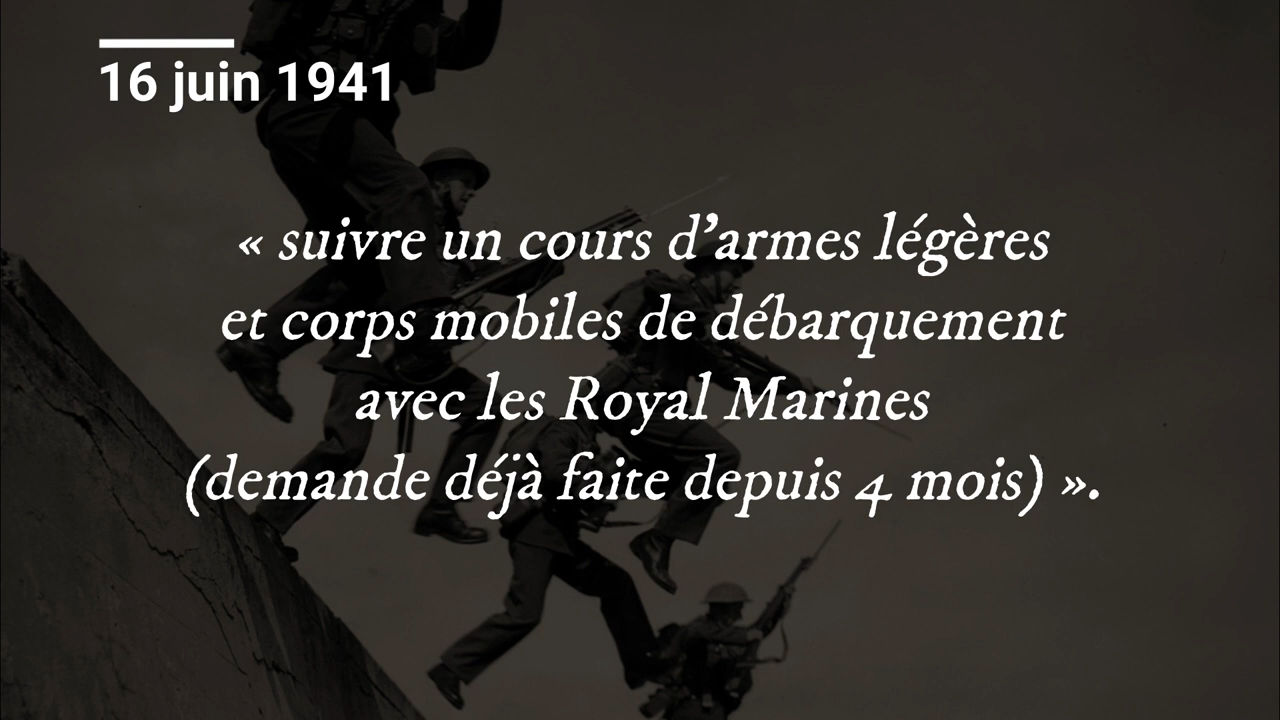 16 juin 1941
« suivre un cours d’armes légères
et corps mobiles de débarquement
avec les Royal Marines
(demande déjà faite depuis 4 mois) ».